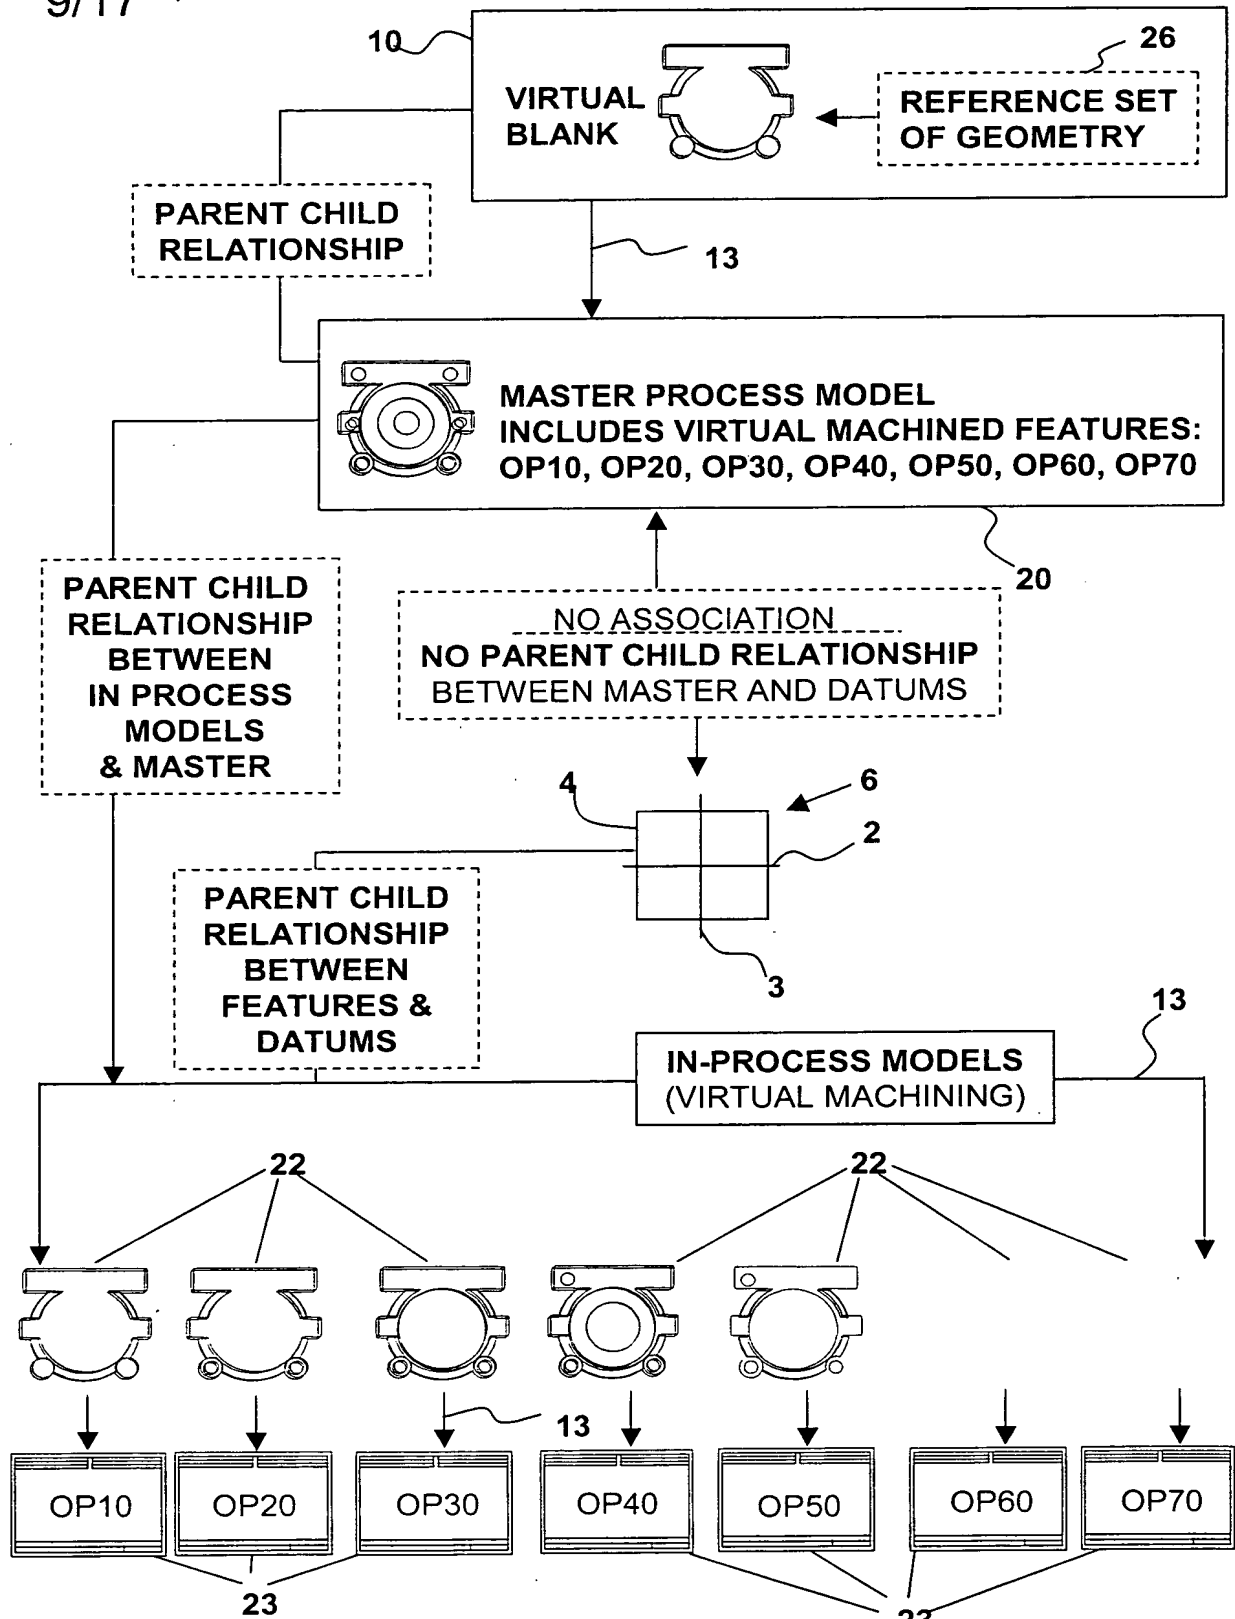 9/17
10
26
VIRTUAL
BLANK
REFERENCE SET
OF GEOMETRY
PARENT CHILD
RELATIONSHIP
13
MASTER PROCESS MODEL
INCLUDES VIRTUAL MACHINED FEATURES:
OP10, OP20, OP30, OP40, OP50, OP60, OP70
20
PARENT CHILD
RELATIONSHIP
BETWEEN
IN PROCESS
MODELS
& MASTER
NO ASSOCIATION
NO PARENT CHILD RELATIONSHIP
BETWEEN MASTER AND DATUMS
4
6
2
3
PARENT CHILD
RELATIONSHIP
BETWEEN
FEATURES &
DATUMS
13
IN-PROCESS MODELS
(VIRTUAL MACHINING)
22
22
13
OP10
OP20
OP30
OP40
OP50
OP60
OP70
23
23